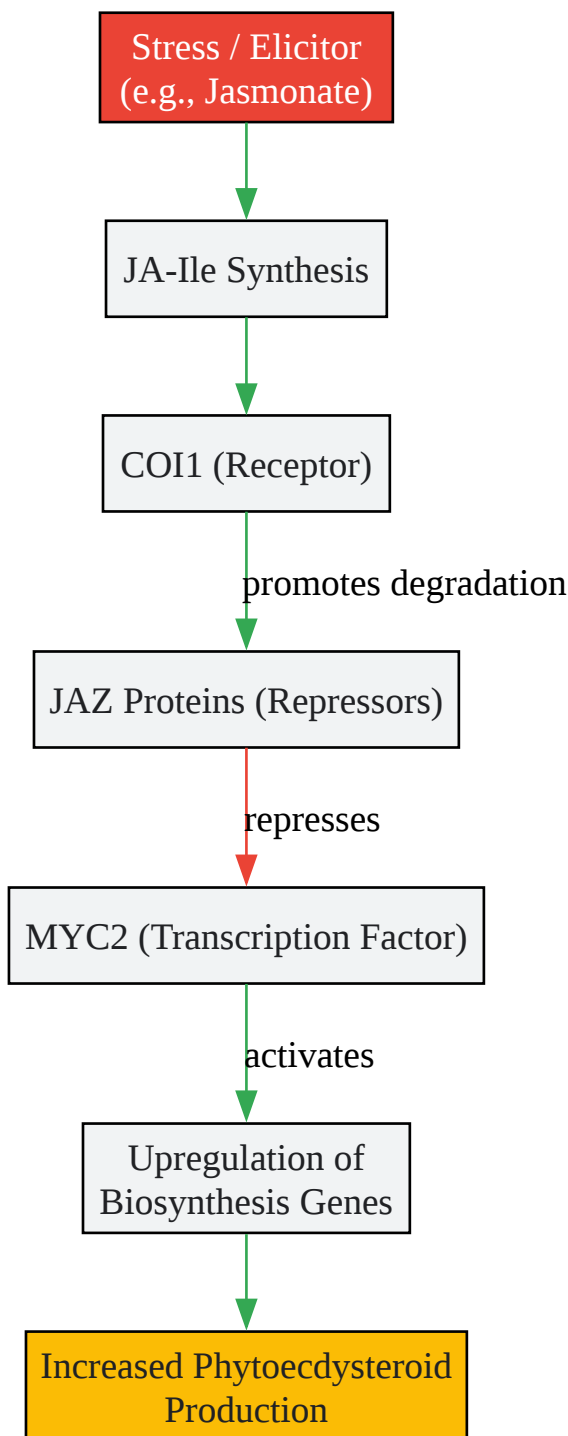 Stress / Elicitor
(e.g., Jasmonate)
JA-Ile Synthesis
COI1 (Receptor)
promotes degradation
JAZ Proteins (Repressors)
represses
MYC2 (Transcription Factor)
activates
Upregulation of
Biosynthesis Genes
Increased Phytoecdysteroid
Production